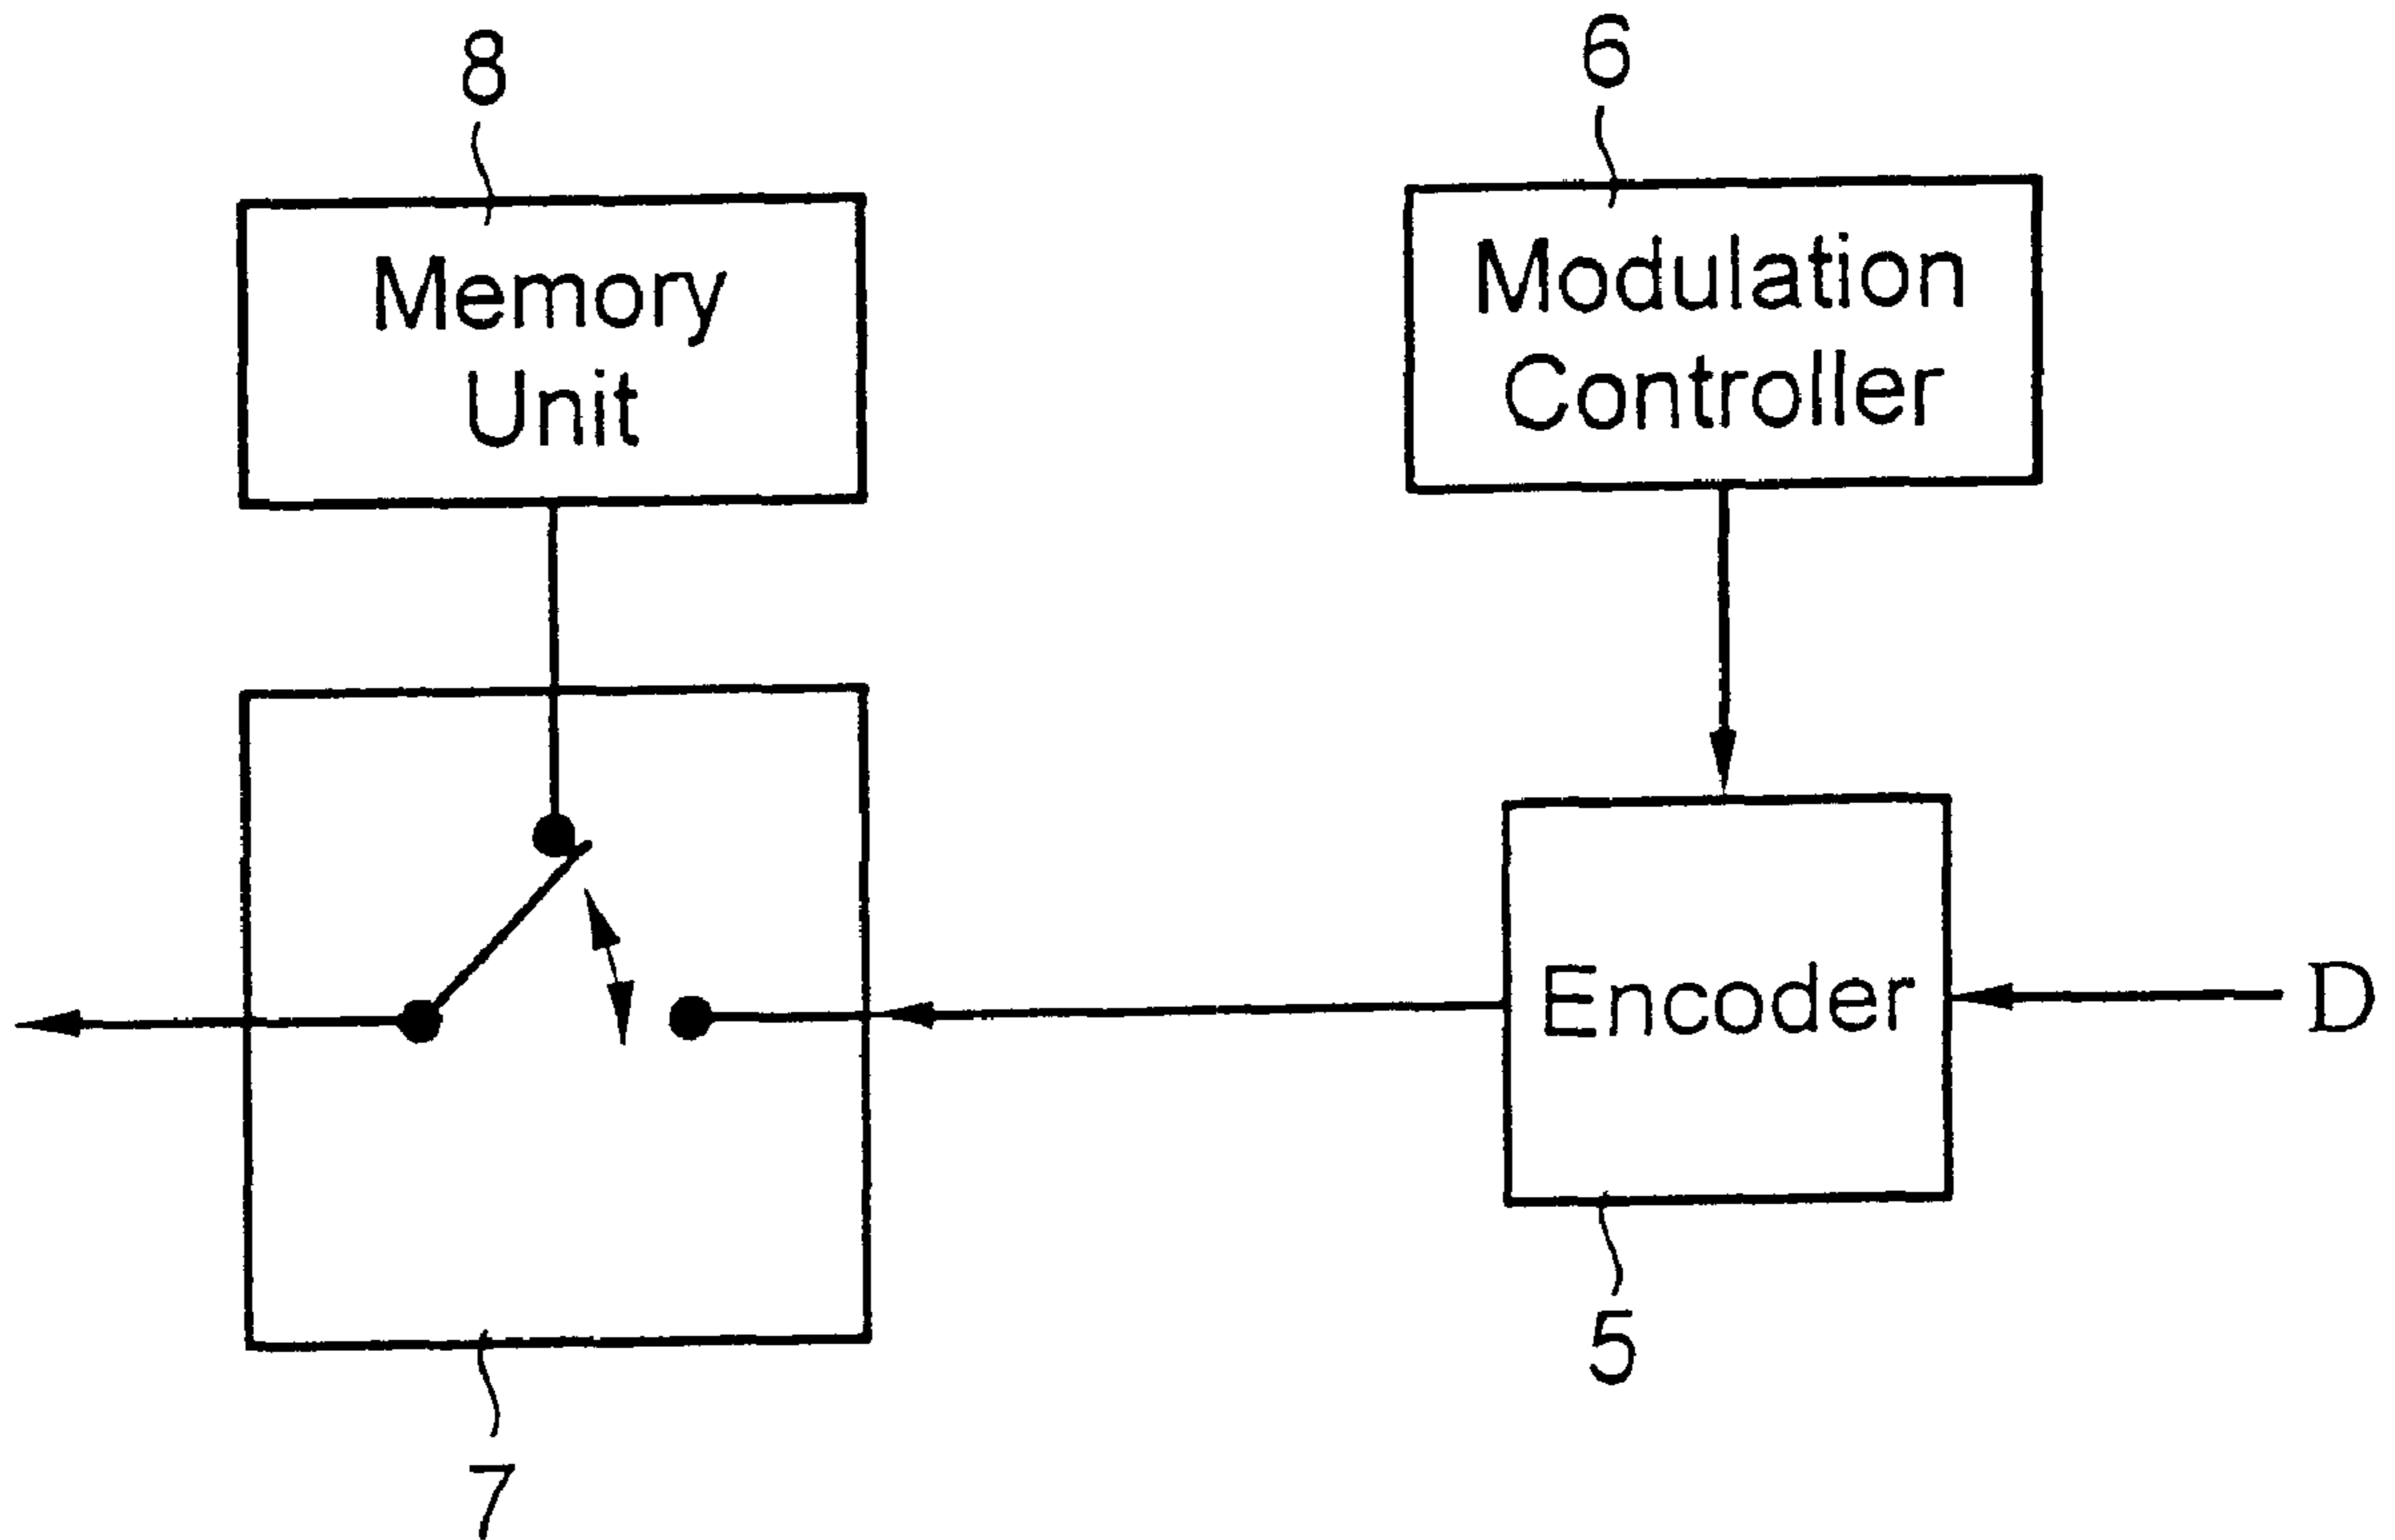 8
6
Memory
Unit
Modulation
Controller
Encoder
D
5
7